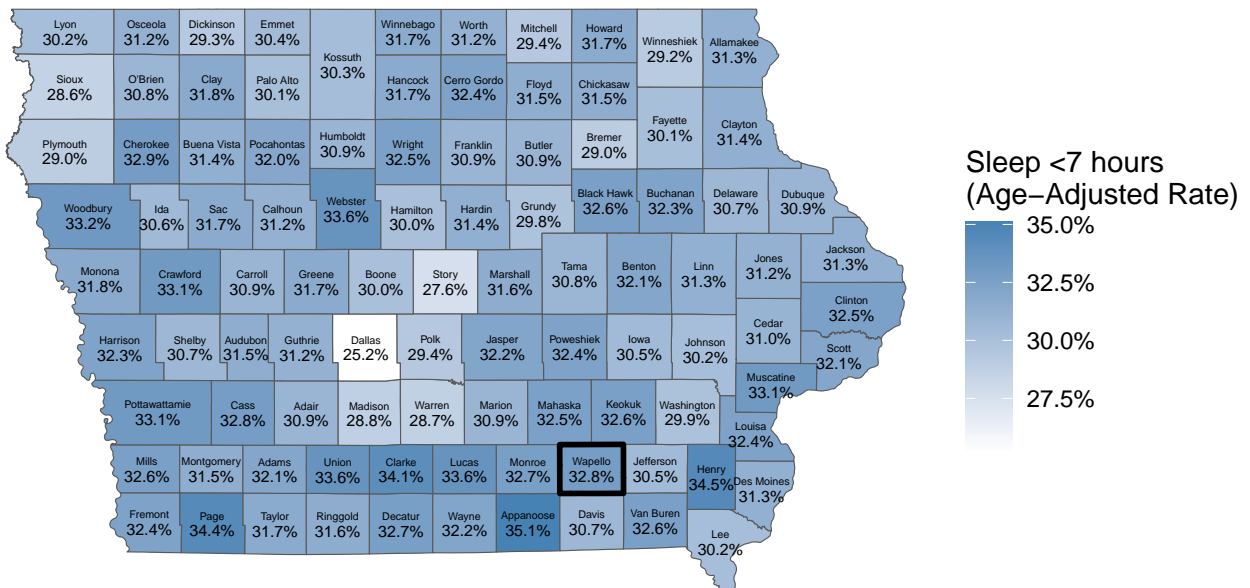 Lyon
30.2%
Osceola
31.2%
Dickinson
29.3%
Emmet
30.4%
Kossuth
30.3%
Winnebago
31.7%
Worth
31.2%
Mitchell
29.4%
Howard
31.7%
Winneshiek
29.2%
Allamakee
31.3%
Sioux
28.6%
O'Brien
30.8%
Clay
31.8%
Palo Alto
30.1%
Hancock
31.7%
Cerro Gordo
32.4%
Floyd
31.5%
Chickasaw
31.5%
Fayette
30.1%
Clayton
31.4%
Plymouth
29.0%
Cherokee
32.9%
Buena Vista
31.4%
Pocahontas
32.0%
Humboldt
30.9%
Wright
32.5%
Franklin
30.9%
Butler
30.9%
Bremer
29.0%
Woodbury
33.2%
Ida
30.6%
Sac
31.7%
Calhoun
31.2%
Webster
33.6%
Hamilton
30.0%
Hardin
31.4%
Grundy
29.8%
Black Hawk
32.6%
Buchanan
32.3%
Delaware
30.7%
Dubuque
30.9%
Monona
31.8%
Crawford
33.1%
Carroll
30.9%
Greene
31.7%
Boone
30.0%
Story
27.6%
Marshall
31.6%
Tama
30.8%
Benton
32.1%
Linn
31.3%
Jones
31.2%
Jackson
31.3%
Clinton
32.5%
Harrison
32.3%
Shelby
30.7%
Audubon
31.5%
Guthrie
31.2%
Dallas
25.2%
Polk
29.4%
Jasper
32.2%
Poweshiek
32.4%
Iowa
30.5%
Johnson
30.2%
Cedar
31.0%
Scott
32.1%
Muscatine
33.1%
Pottawattamie
33.1%
Cass
32.8%
Adair
30.9%
Madison
28.8%
Warren
28.7%
Marion
30.9%
Mahaska
32.5%
Keokuk
32.6%
Washington
29.9%
Louisa
32.4%
Mills
32.6%
Montgomery
31.5%
Adams
32.1%
Union
33.6%
Clarke
34.1%
Lucas
33.6%
Monroe
32.7%
Wapello
32.8%
Jefferson
30.5%
Henry
34.5%
Des Moines
31.3%
Fremont
32.4%
Page
34.4%
Taylor
31.7%
Ringgold
31.6%
Decatur
32.7%
Wayne
32.2%
Appanoose
35.1%
Davis
30.7%
Van Buren
32.6%
Lee
30.2%
Sleep <7 hours
(Age−Adjusted Rate)
35.0%
32.5%
30.0%
27.5%